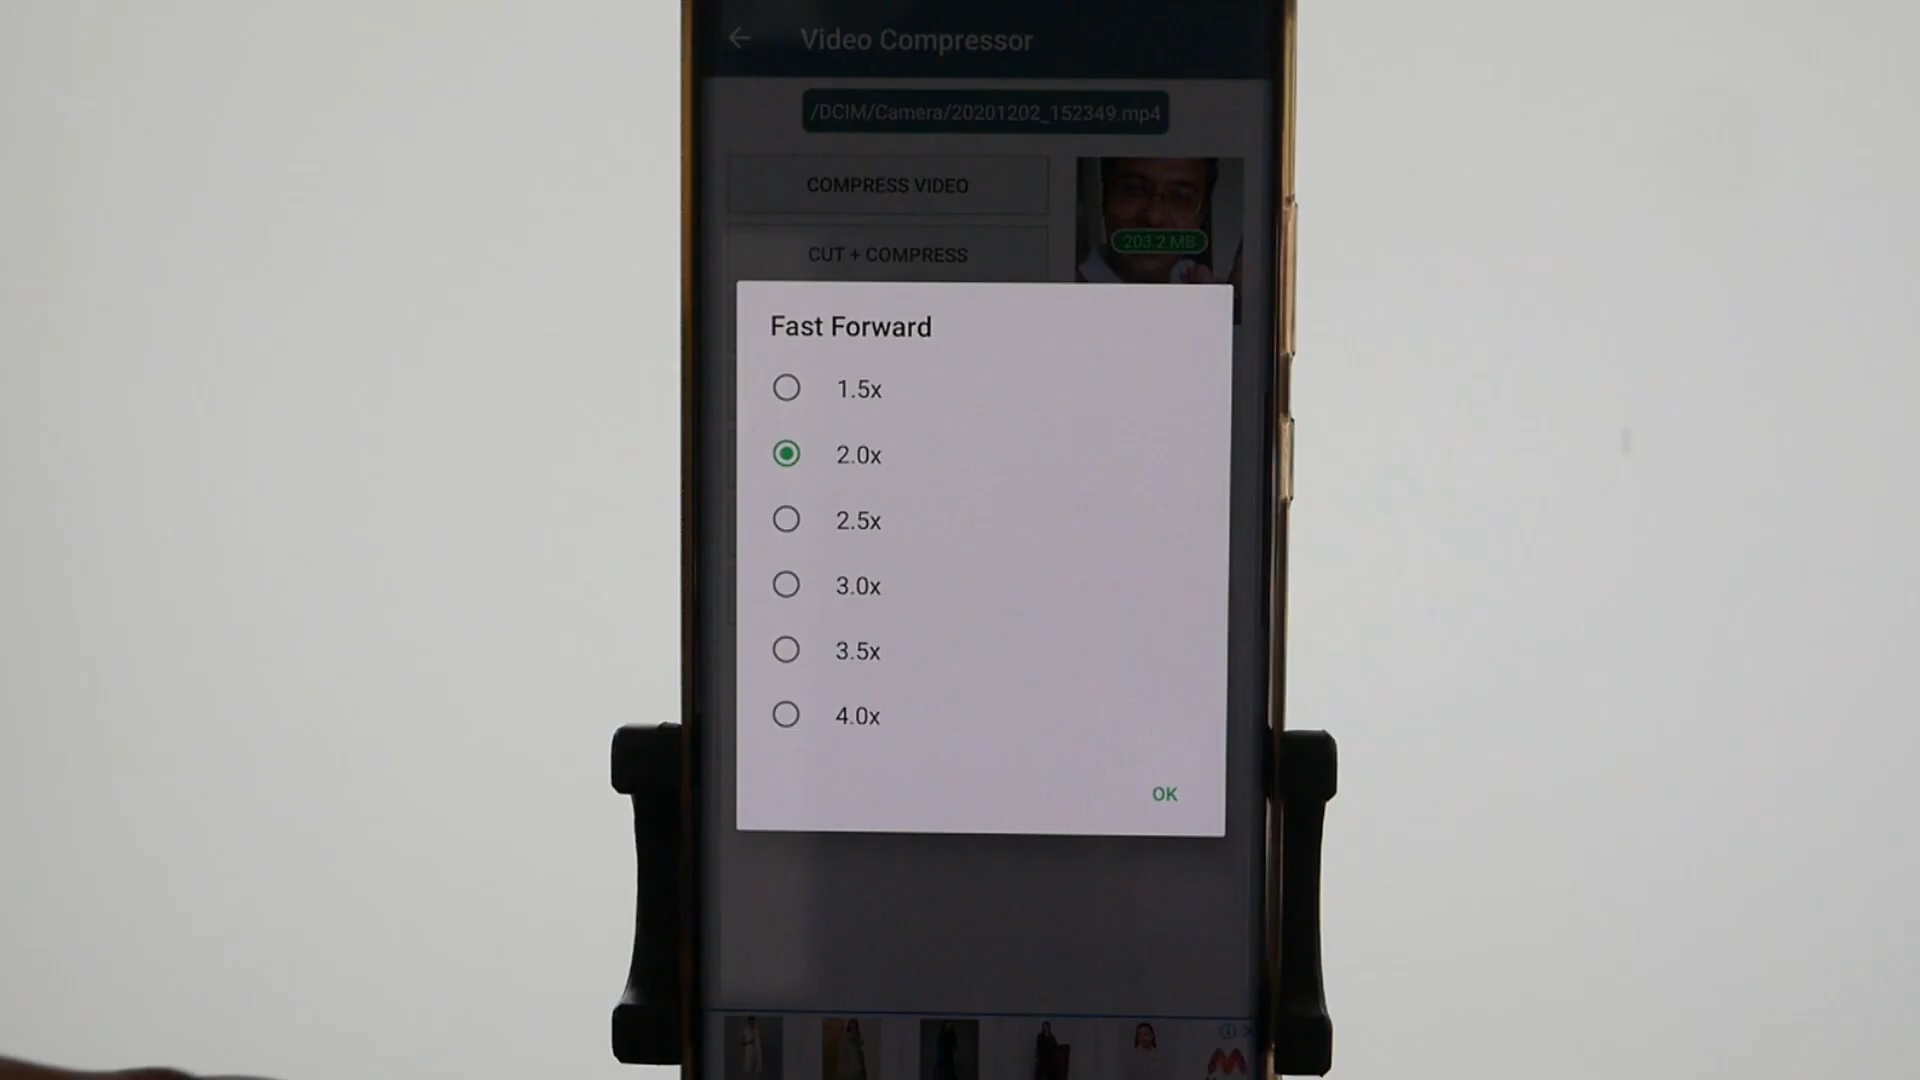 Video Compressor
/DCIM/Camera/20201202_152349.mp4
COMPRESS VIDEO
203.2 MB
CUT + COMPRESS
Fast Forward
1.5x
2.0x
2.5x
3.0x
3.5x
4.0x
OK